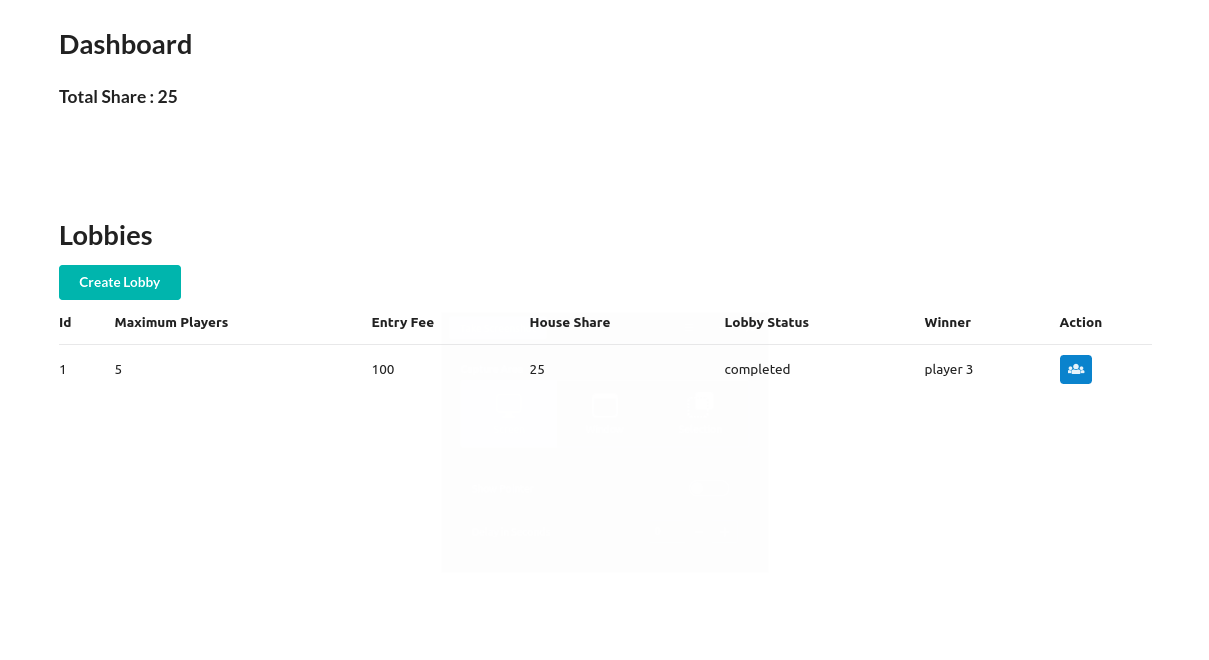 Dashboard
Total Share : 25
Lobbies
Create Lobby
Id Maximum Players Entry Fee House Share Lobby Status Winner Action
1 5 100 25 completed player 3